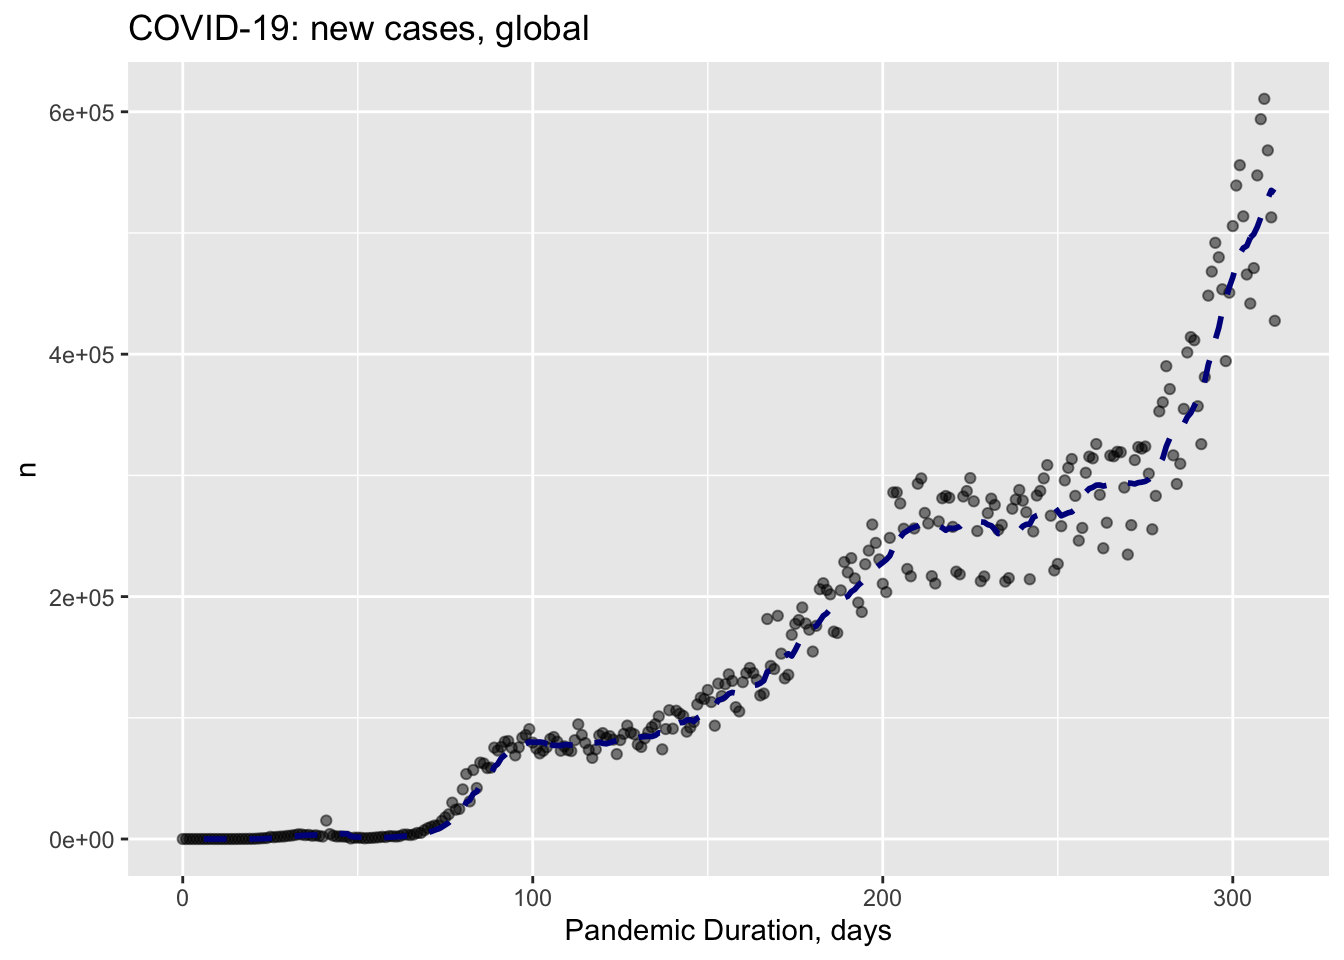 COVID-19: new cases, global
6e+05
4e+05
2e+05
0e+00
n
0
100
200
300
Pandemic Duration, days